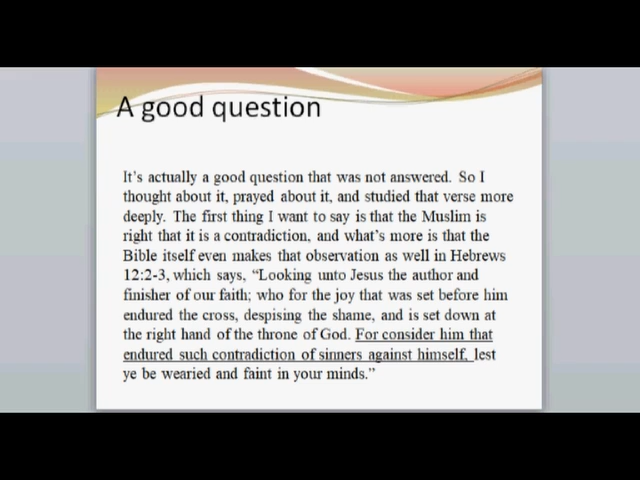 A good question
It's actually a good question that was not answered. So I
thought about it, prayed about it, and studied that verse more
deeply. The first thing I want to say is that the Muslim is
right that it is a contradiction, and what's more is that the
Bible itself even makes that observation as well in Hebrews
12:2-3, which says, “Looking unto Jesus the author and
finisher of our faith; who for the joy that was set before him
endured the cross, despising the shame, and is set down at
the right hand of the throne of God. For consider him that
endured such contradiction of sinners against himself, lest
ye be wearied and faint in your minds.”